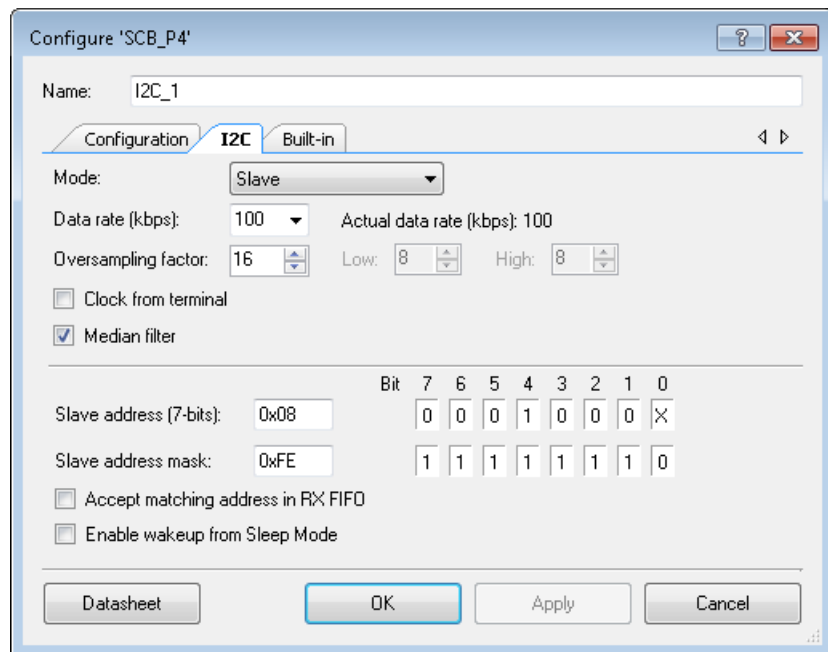 Configure 'SCB_P4'
?
Name: I2C_1
Configuration I2C Built-in
Mode: Slave
Data rate (kbps): 100 Actual data rate (kbps): 100
Oversampling factor: 16 Low: 8 High: 8
Clock from terminal
Median filter
Bit 7 6 5 4 3 2 1 0
Slave address (7-bits): 0x08 0 0 0 1 0 0 0 X
Slave address mask: 0xFE 1 1 1 1 1 1 1 0
Accept matching address in RX FIFO
Enable wakeup from Sleep Mode
Datasheet OK Apply Cancel